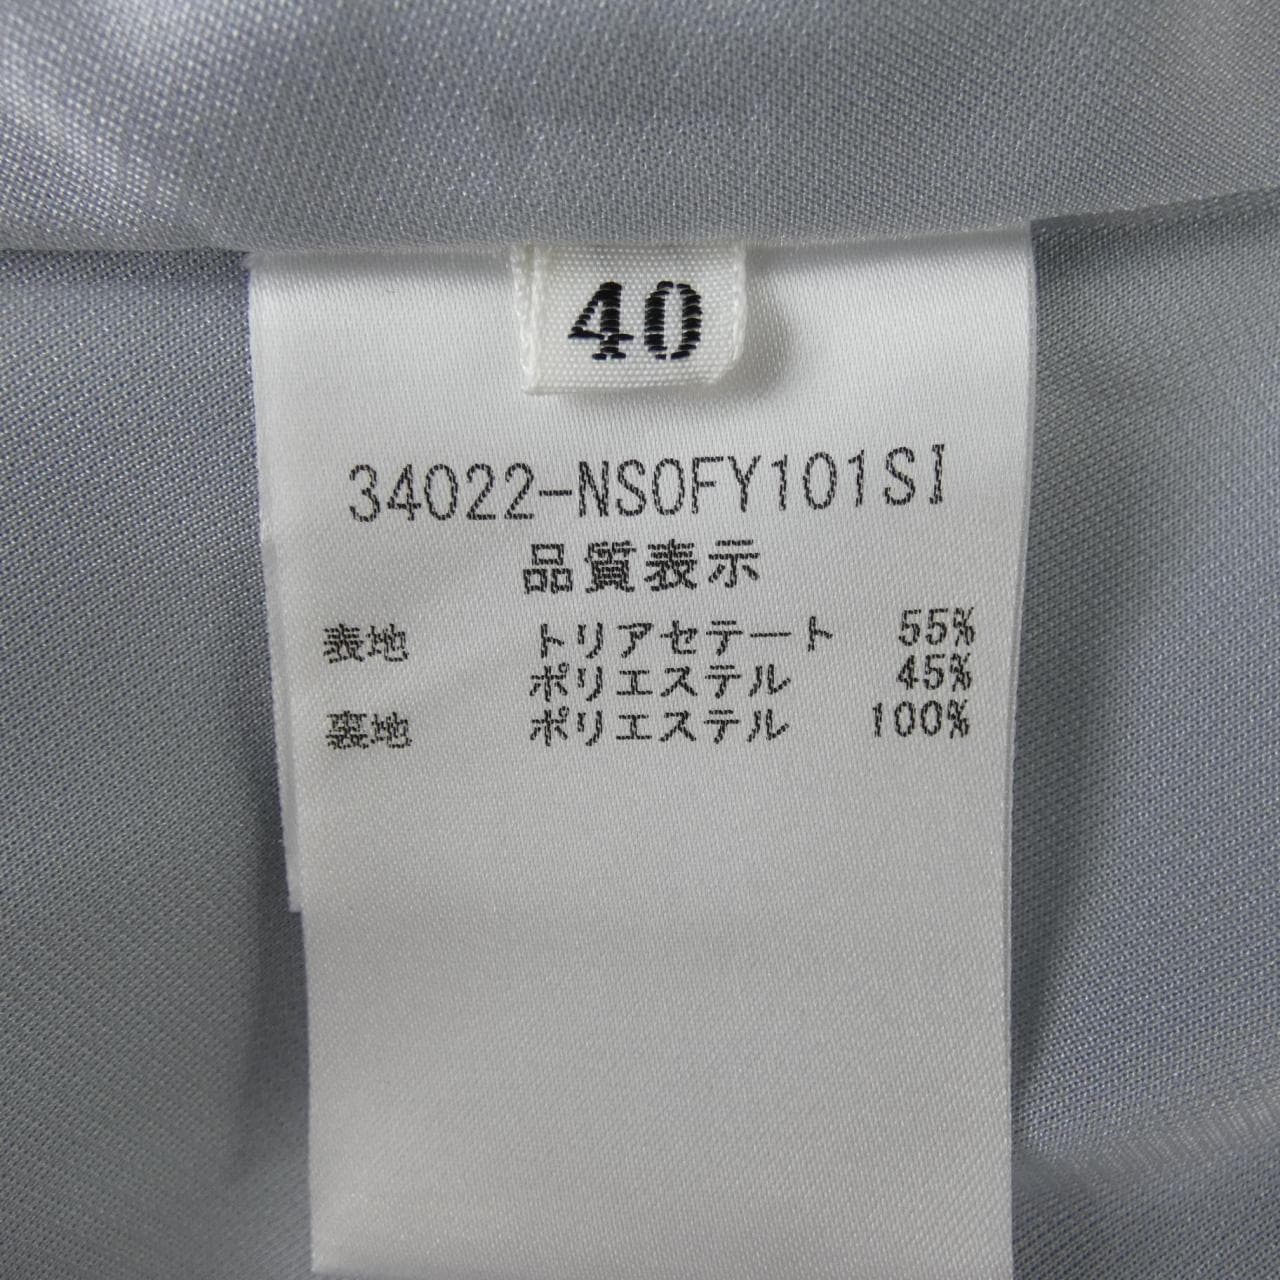 40
34022-NS0FY101SI
品質表示
表地 トリアセテート 55%
ポリエステル 45%
裏地 ポリエステル 100%